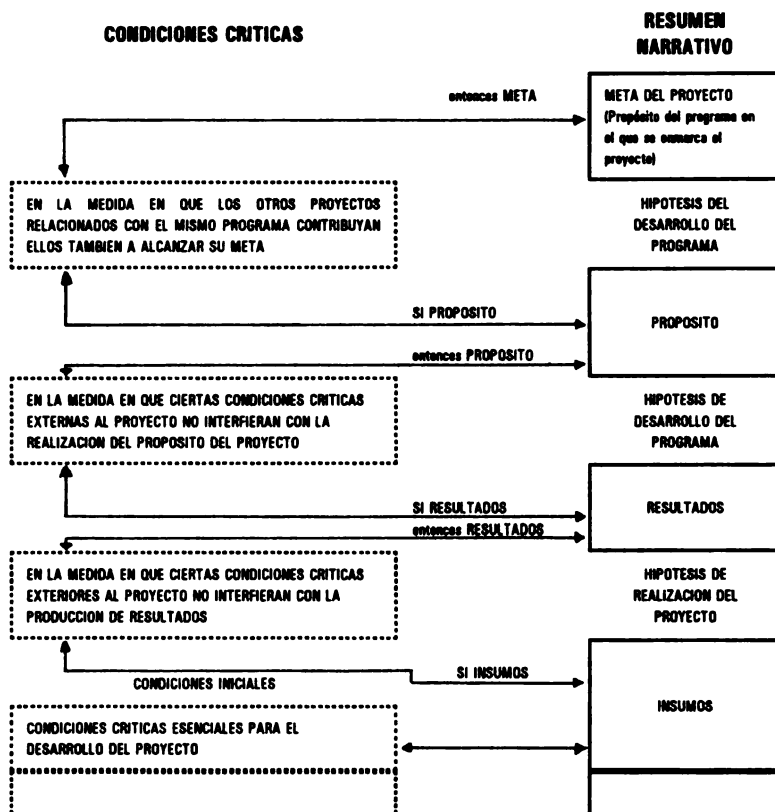 CONDICIONES CRITICAS
RESUMEN
NARRATIVO
entonces META
META DEL PROYECTO
(Propósito del programa en
el que se enmarca el
proyecto)
EN LA MEDIDA EN QUE LOS OTROS PROYECTOS
RELACIONADOS CON EL MISMO PROGRAMA CONTRIBUYAN
ELLOS TAMBIEN A ALCANZAR SU META
HIPOTESIS DEL
DESARROLLO DEL
PROGRAMA
SI PROPOSITO
PROPOSITO
entonces PROPOSITO
EN LA MEDIDA EN QUE CIERTAS CONDICIONES CRITICAS
EXTERNAS AL PROYECTO NO INTERFIERAN CON LA
REALIZACION DEL PROPOSITO DEL PROYECTO
HIPOTESIS DE
DESARROLLO DEL
PROGRAMA
SI RESULTADOS
RESULTADOS
entonces RESULTADOS
EN LA MEDIDA EN QUE CIERTAS CONDICIONES CRITICAS
EXTERIORES AL PROYECTO NO INTERFIERAN CON LA
PRODUCCION DE RESULTADOS
HIPOTESIS DE
REALIZACION DEL
PROYECTO
CONDICIONES INICIALES
SI INSUMOS
INSUMOS
CONDICIONES CRITICAS ESENCIALES PARA EL
DESARROLLO DEL PROYECTO